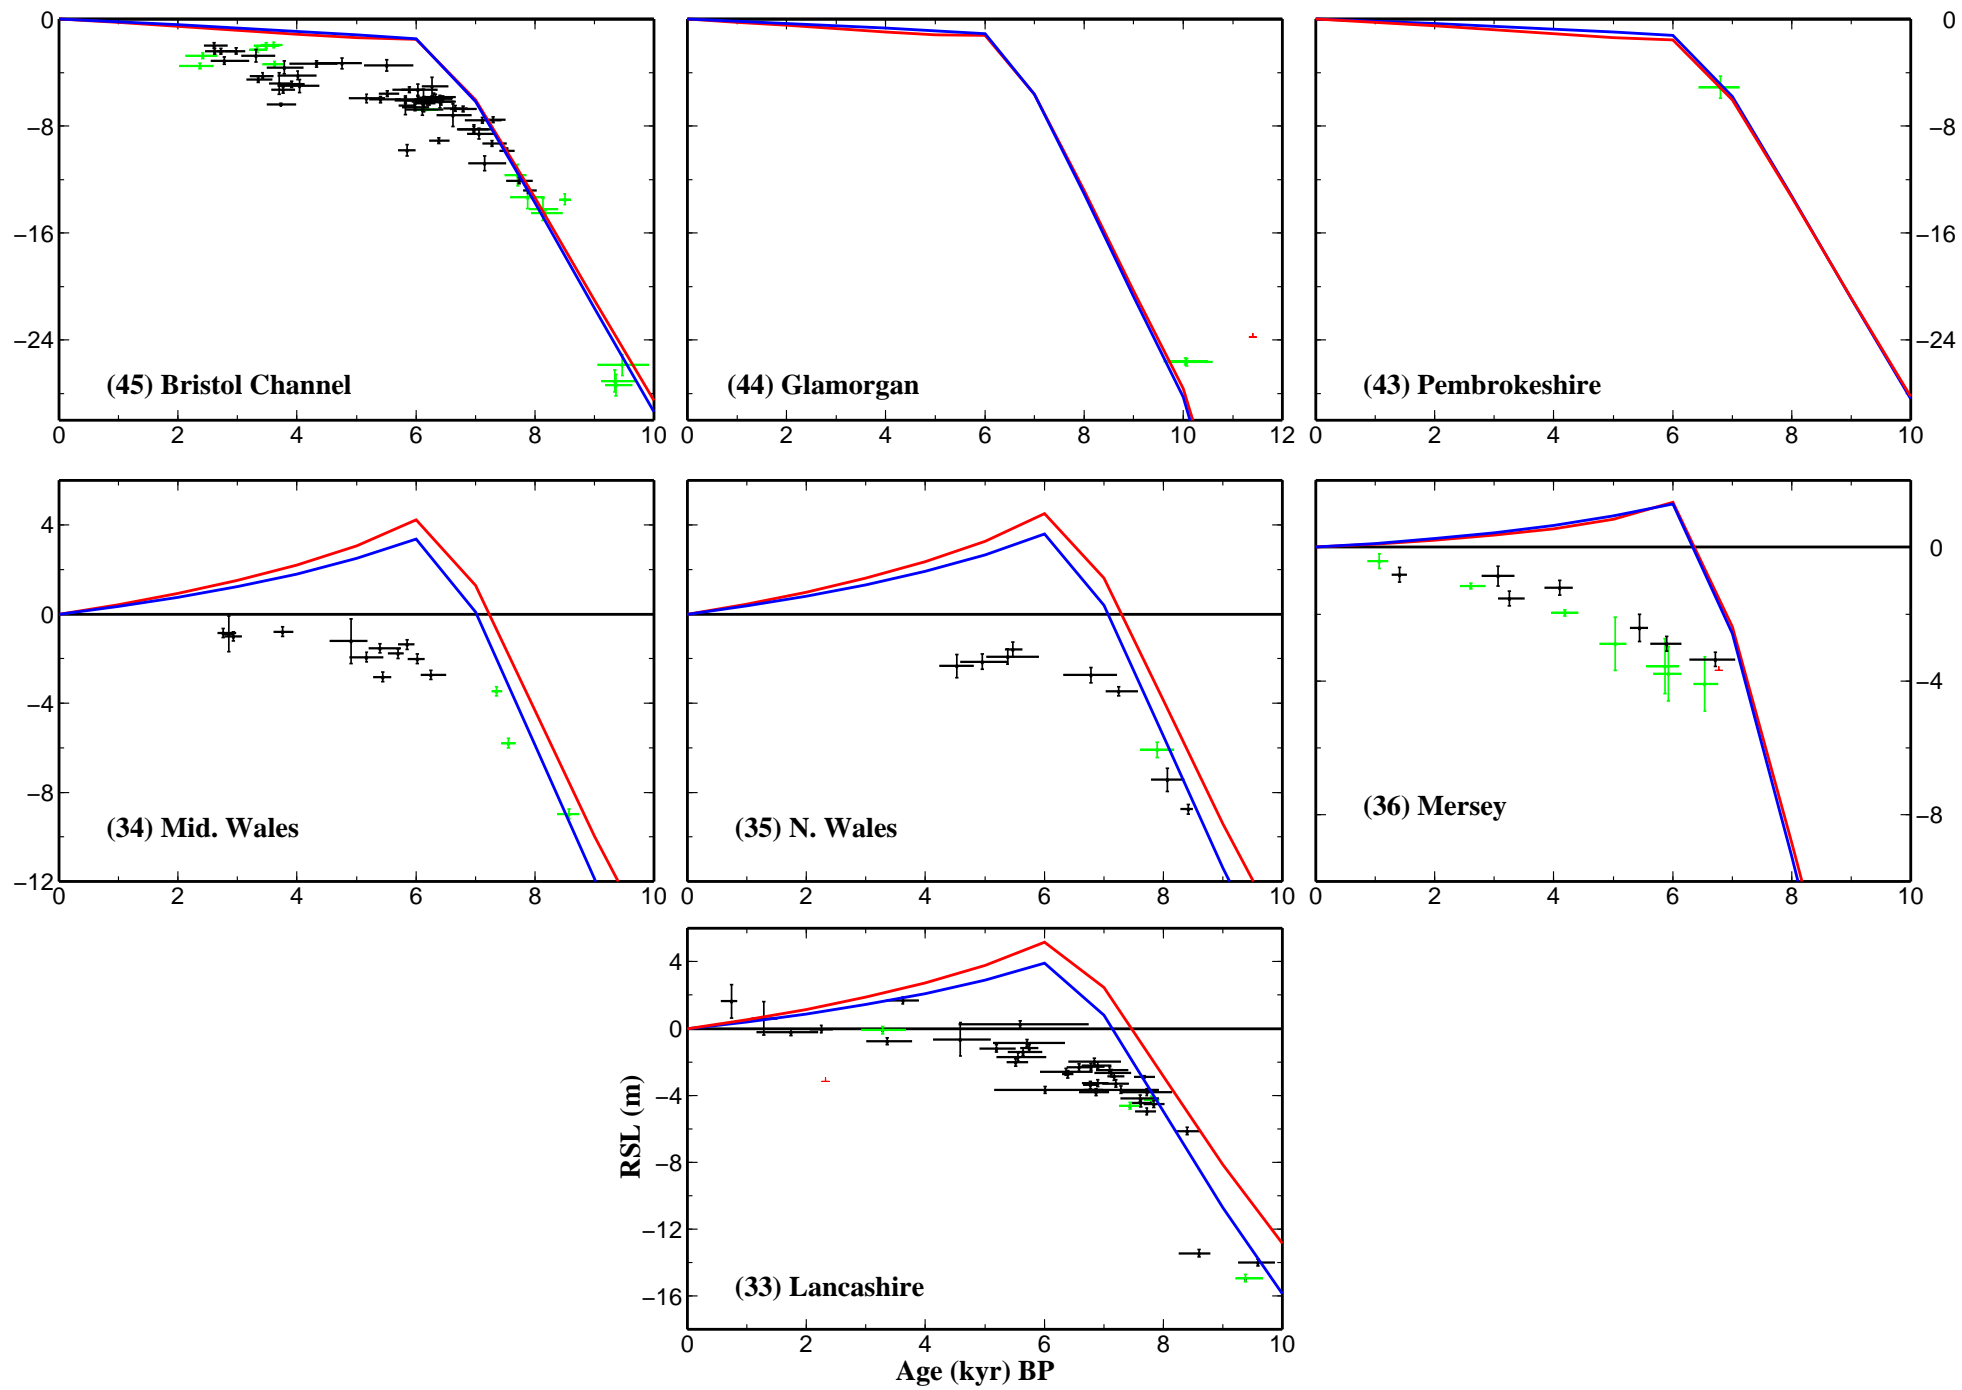 0 0
−8 −8
−16 −16
−24 −24
(45) Bristol Channel (44) Glamorgan (43) Pembrokeshire
0 2 4 6 8 10 0 2 4 6 8 10 12 0 2 4 6 8 10
4
0 0
−4 −4
−8 −8
−12
(34) Mid. Wales (35) N. Wales (36) Mersey
0 2 4 6 8 10 0 2 4 6 8 10 0 2 4 6 8 10
4
0
−4
−8
−12
−16
RSL (m)
(33) Lancashire
0 2 4 6 8 10
Age (kyr) BP